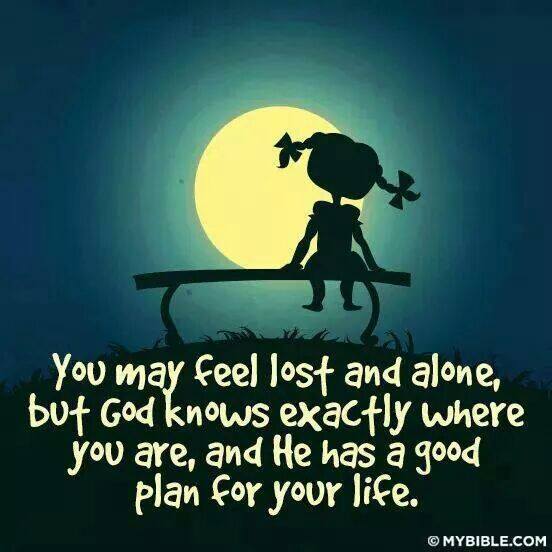 You may feel lost and alone,
but God knows exactly where
you are, and He has a good
plan for your life.
© MYBIBLE.COM